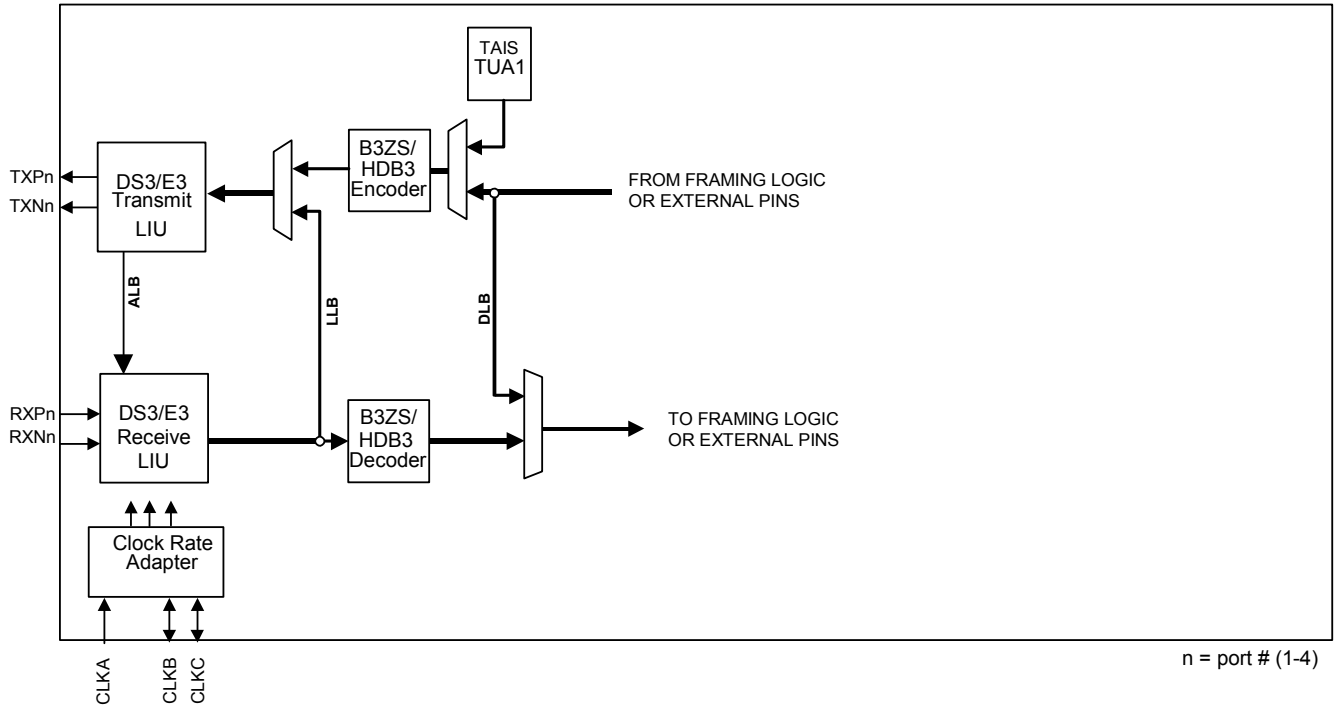 TAIS
TUA1
B3ZS/
HDB3
Encoder
DS3/E3
Transmit
LIU
TXPn
TXNn
FROM FRAMING LOGIC
OR EXTERNAL PINS
ALB
LLB
DLB
RXPn
RXNn
DS3/E3
Receive
LIU
B3ZS/
HDB3
Decoder
TO FRAMING LOGIC
OR EXTERNAL PINS
Clock Rate
Adapter
CLKA
CLKB
CLKC
n = port # (1-4)